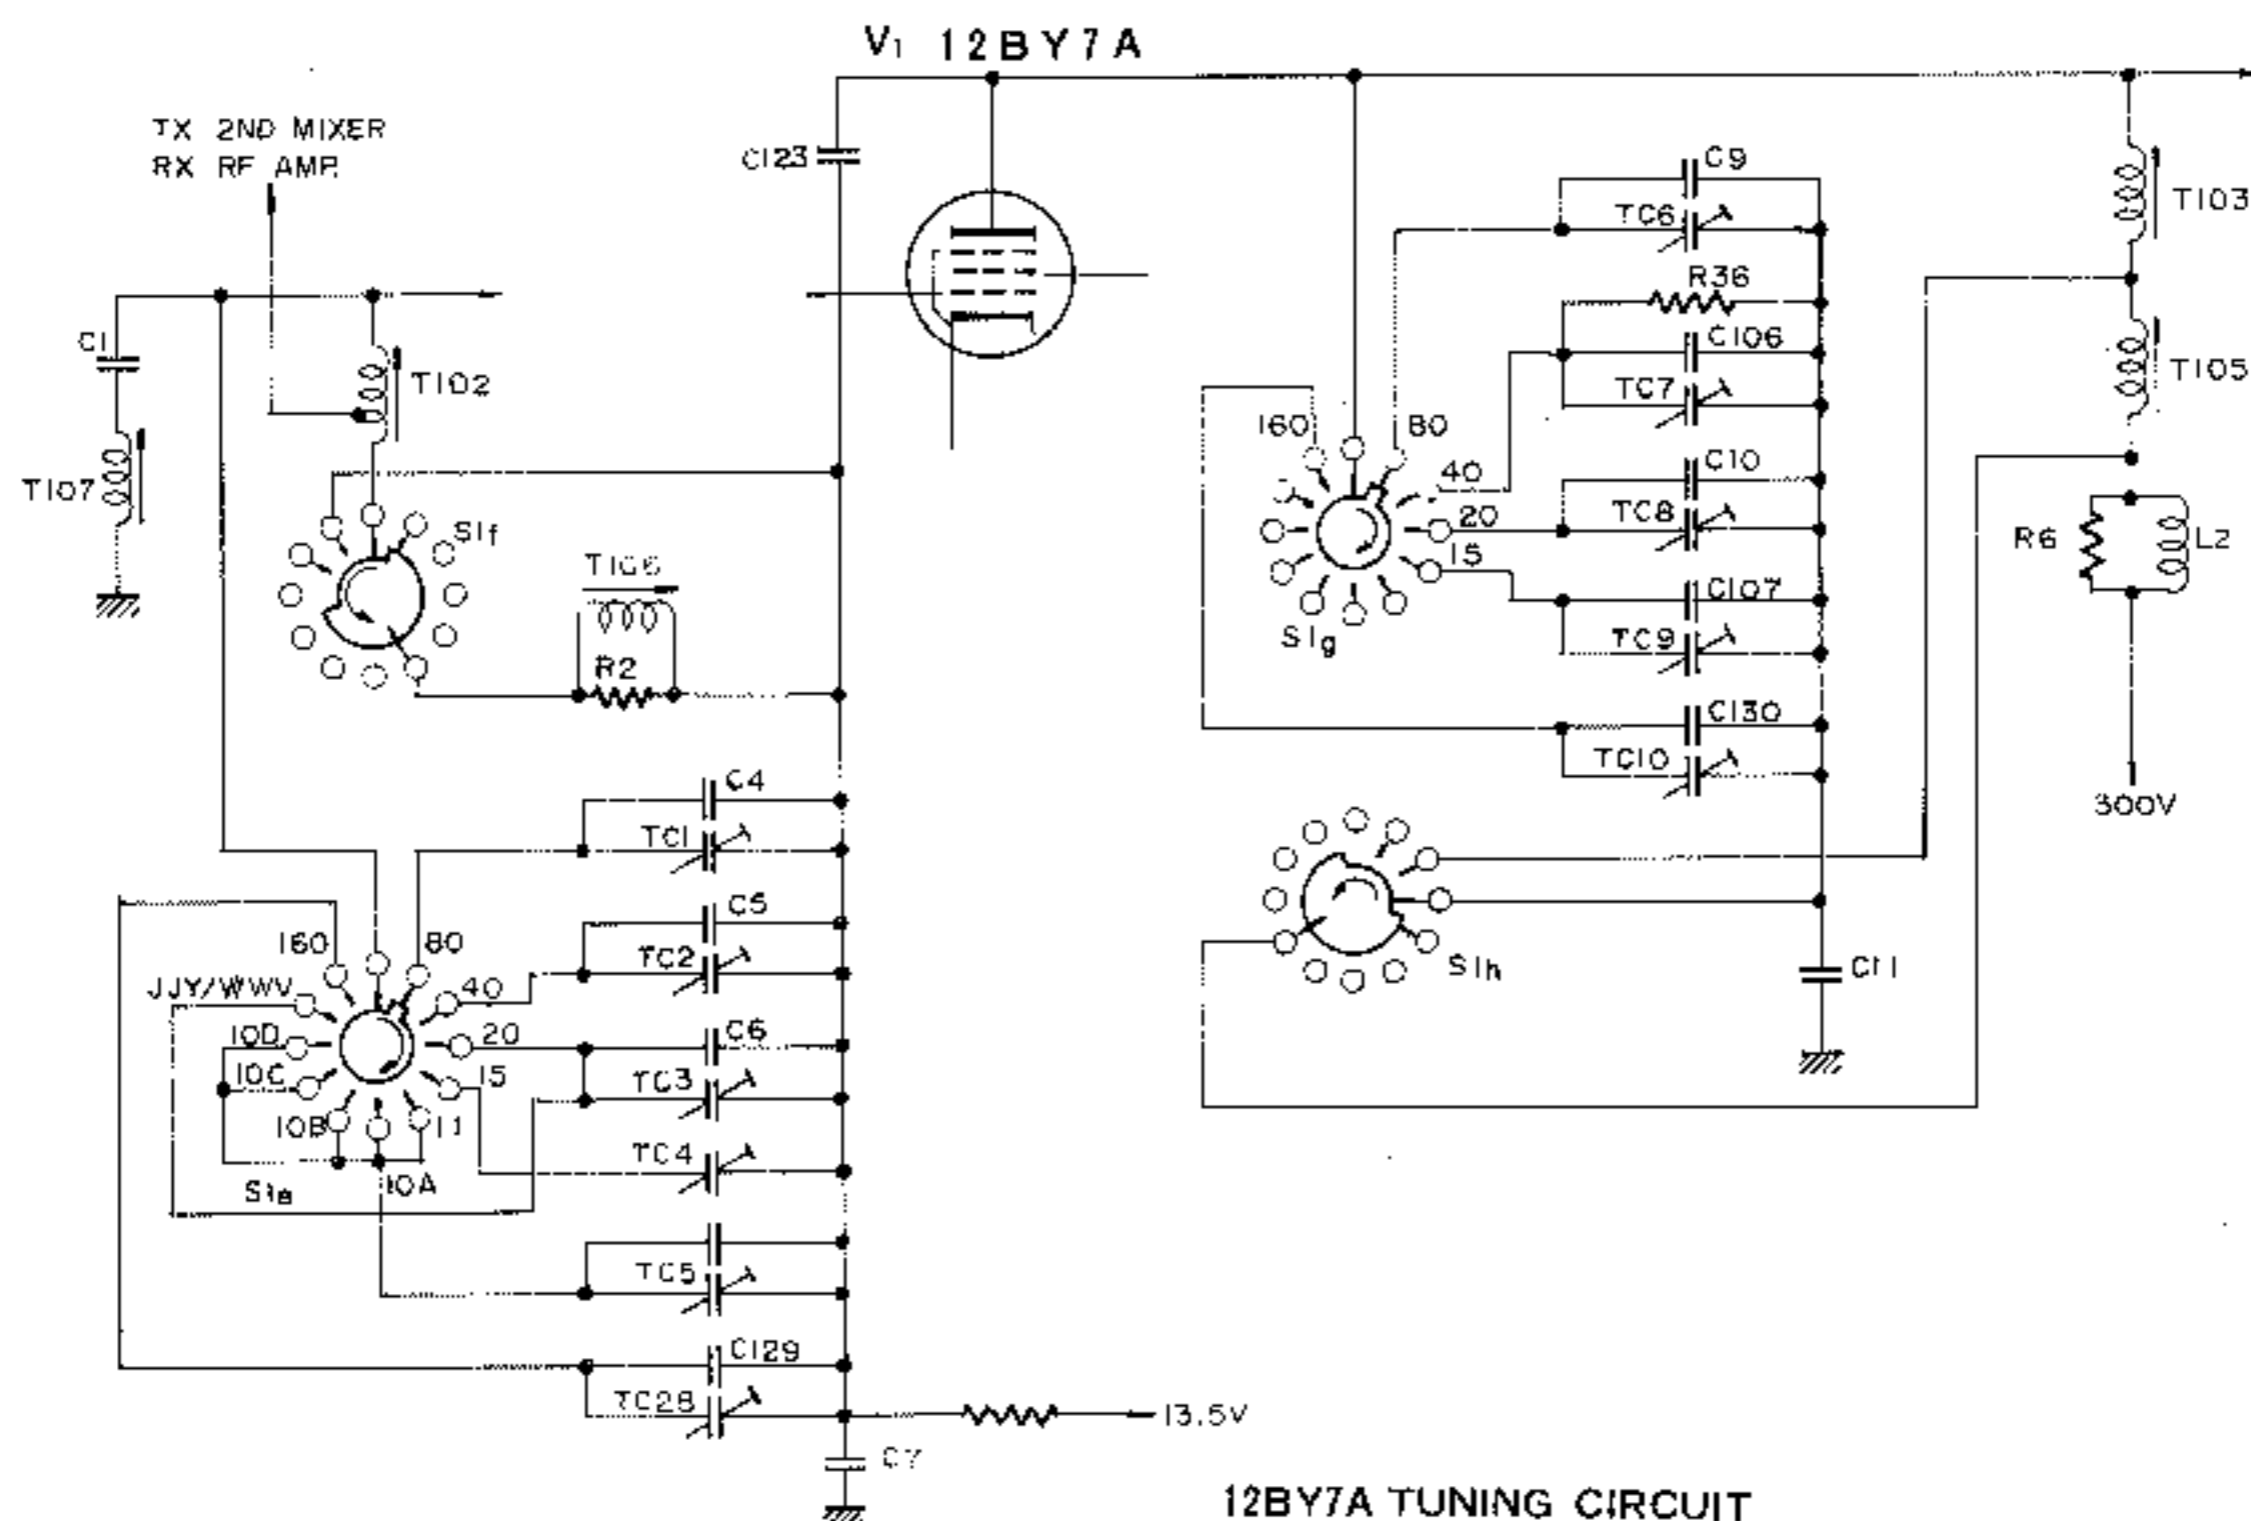 V1 12BY7A
TX 2ND MIXER
RX RF AMP.
C123
C9
TC6
T103
R36
C1
C106
T102
TC7
T105
160
80
C10
40
T107
S1f
TC8
20
R6
L2
T106
15
C107
S1g
TC9
R2
C130
C4
TC10
300V
TC1
C5
160
80
TC2
S1h
C11
JJY/WWV
40
10D
20
C6
10C
15
TC3
10B
11
TC4
S1e
10A
TC5
C129
TC28
13.5V
C7
12BY7A TUNING CIRCUIT